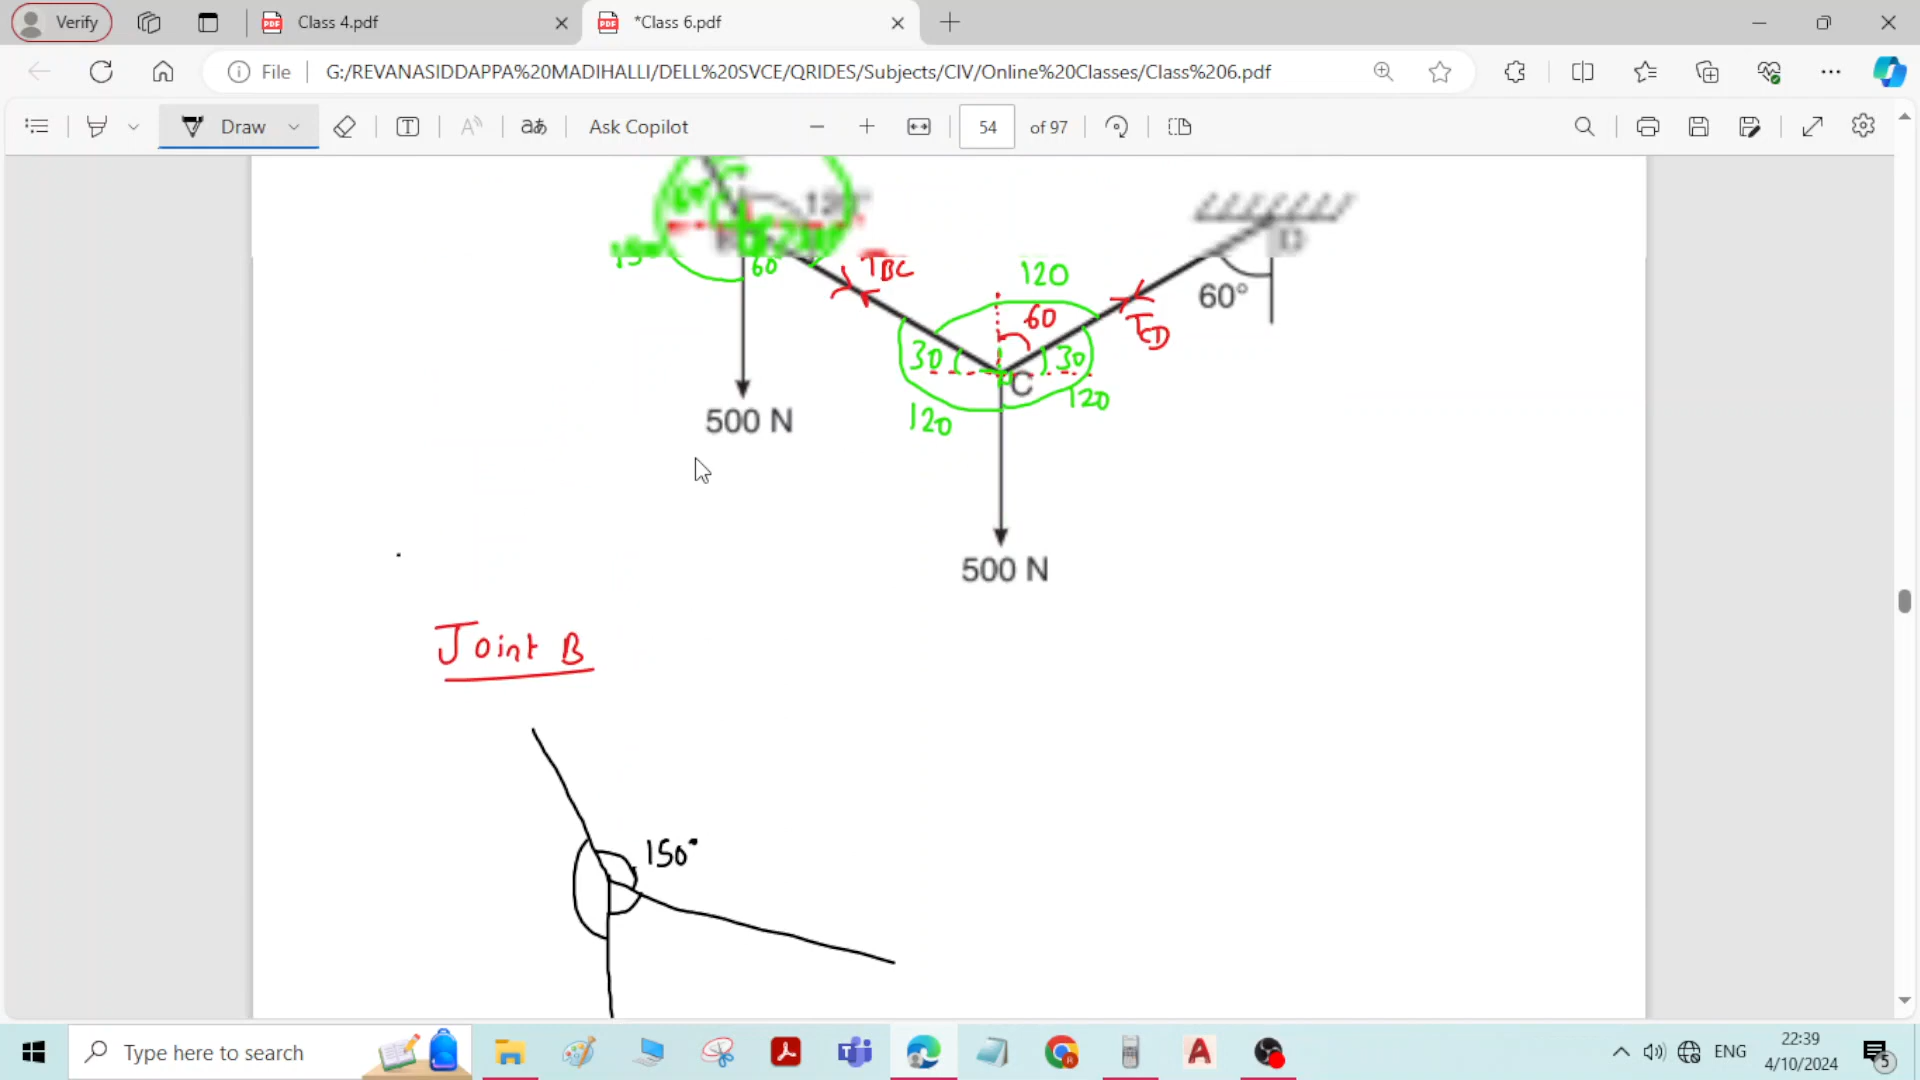 Verify
Class 4.pdf
*Class 6.pdf
File
G:/REVANASIDDAPPA%20MADIHALLI/DELL%20SVCE/QRIDES/Subjects/CIV/Online%20Classes/Class%206.pdf
Draw
Ask Copilot
54 of 97
150
60
TBC
120
60
30
30
C
120
120
TCD
D
60°
500 N
500 N
Joint B
150°
Type here to search
ENG
22:39
4/10/2024
5